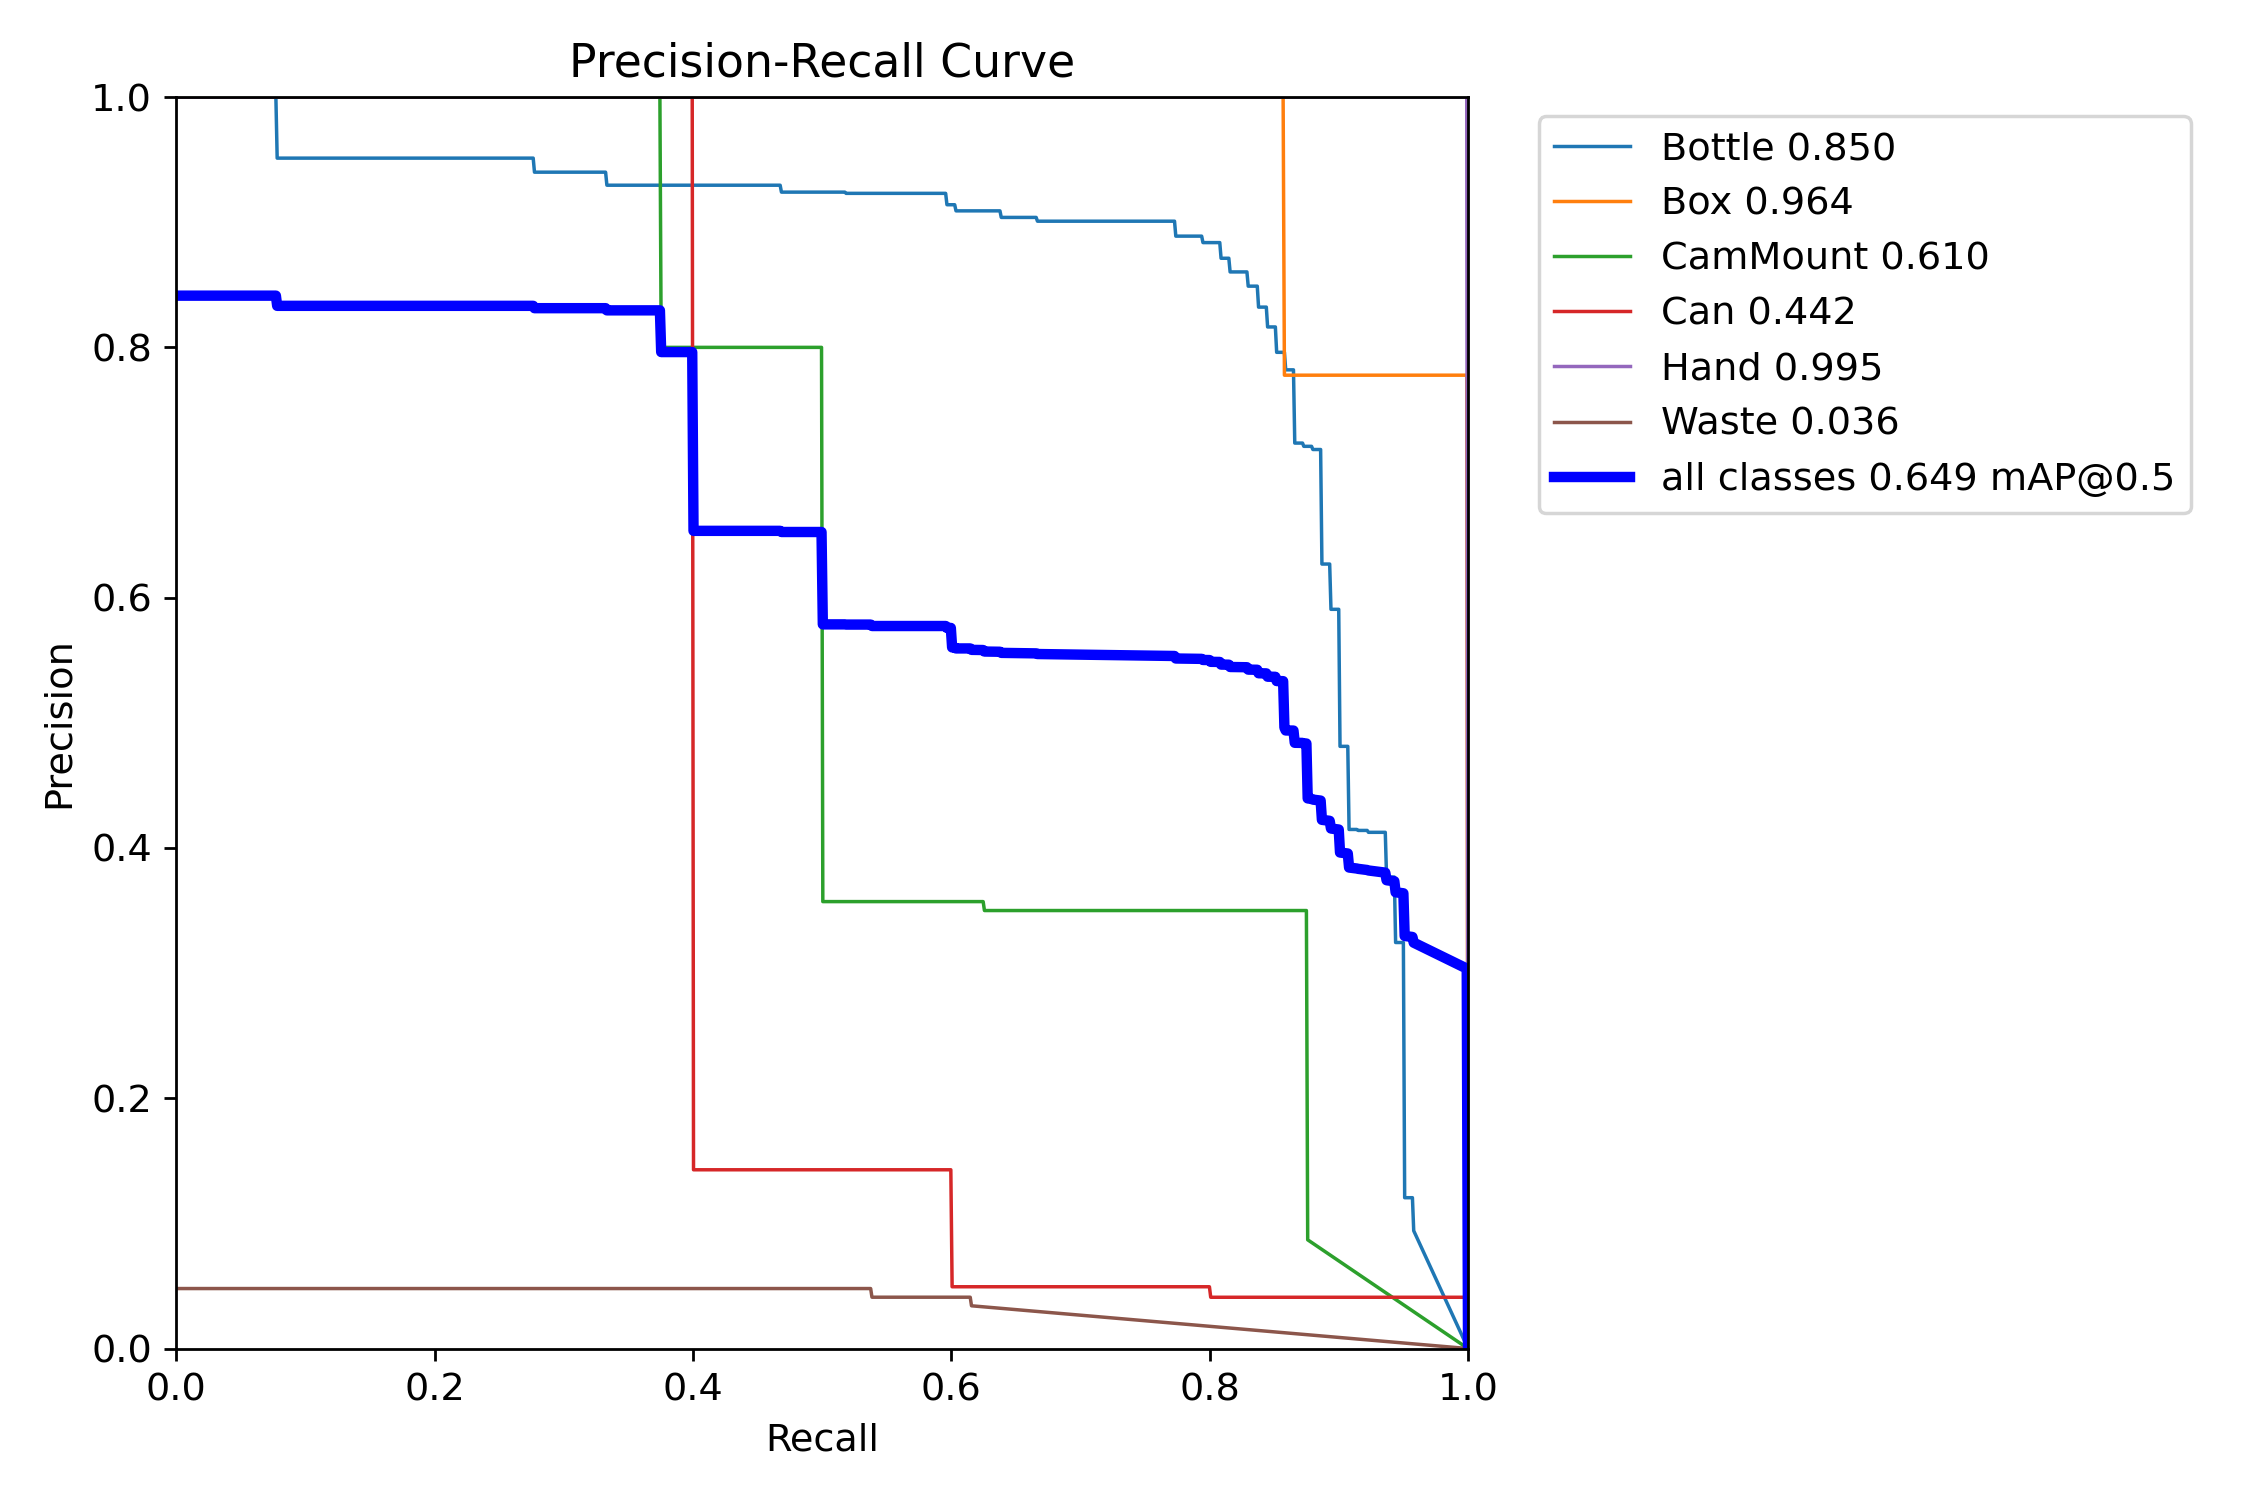 Precision-Recall Curve
1.0
0.8
0.6
0.4
0.2
0.0
Precision
0.0 0.2 0.4 0.6 0.8 1.0
Recall
Bottle 0.850
Box 0.964
CamMount 0.610
Can 0.442
Hand 0.995
Waste 0.036
all classes 0.649 mAP@0.5